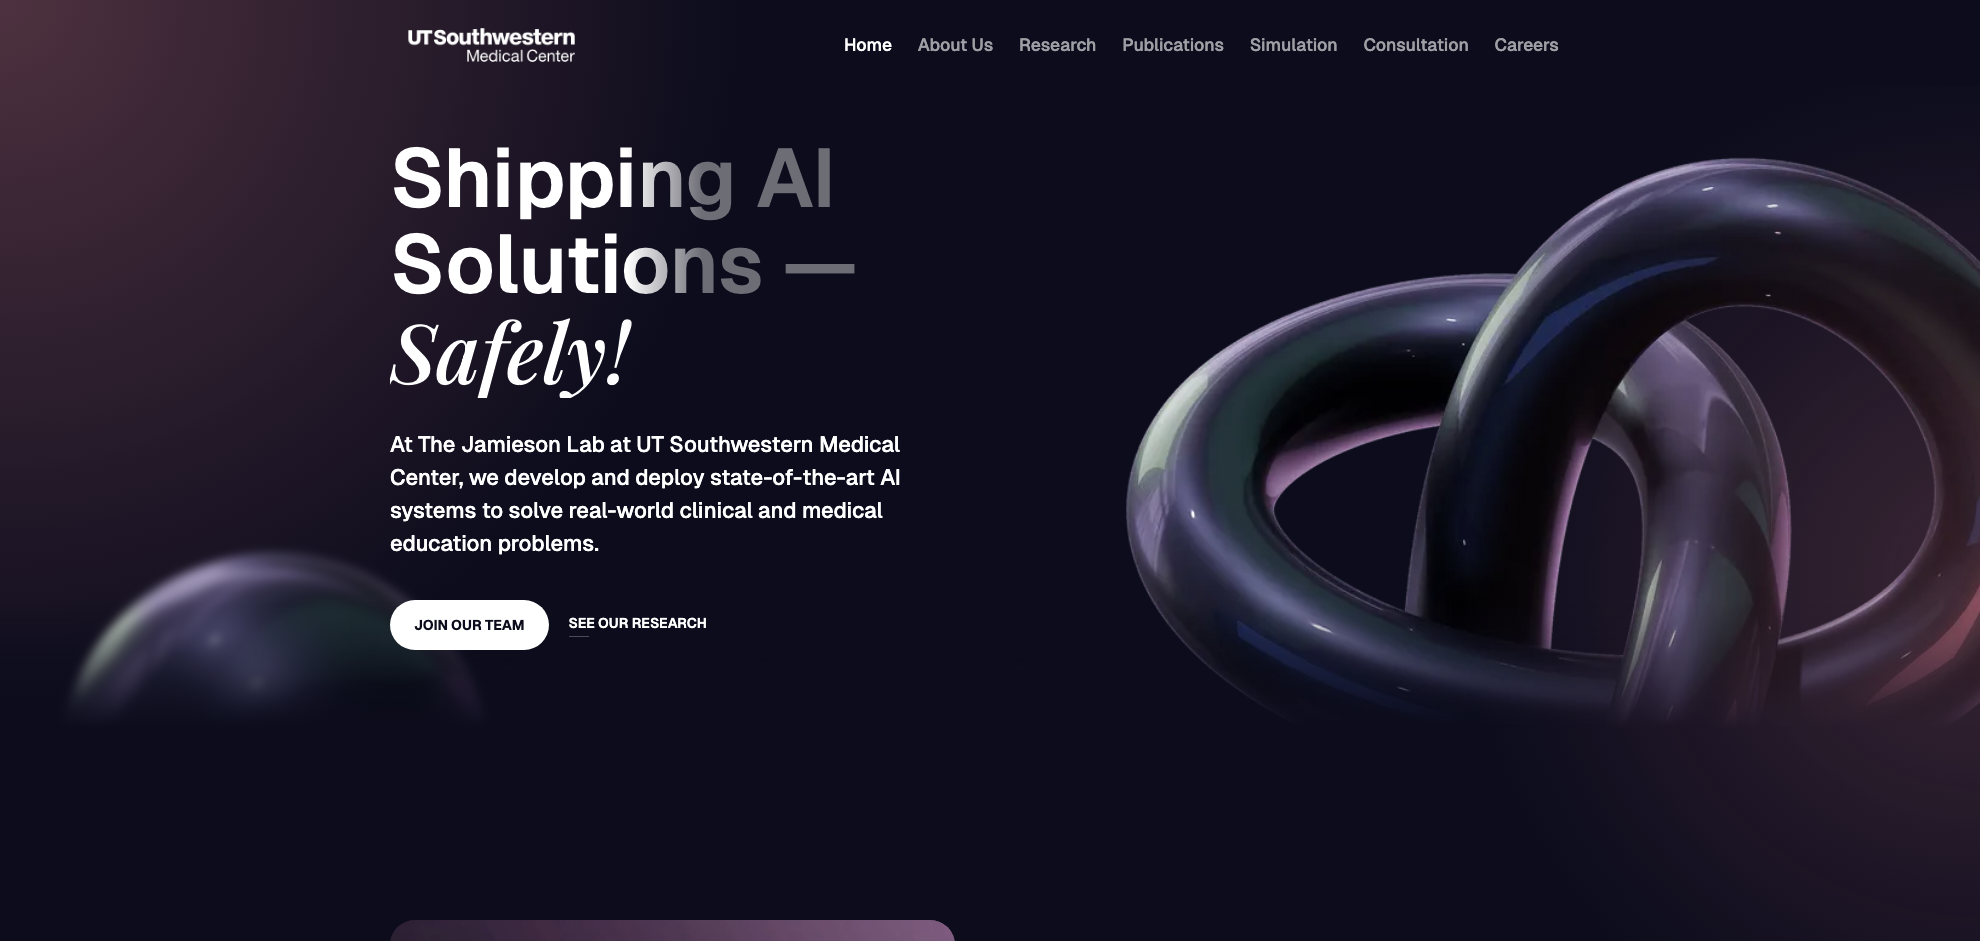 UT Southwestern
Medical Center
Home About Us Research Publications Simulation Consultation Careers
Shipping AI
Solutions —
Safely!
At The Jamieson Lab at UT Southwestern Medical
Center, we develop and deploy state-of-the-art AI
systems to solve real-world clinical and medical
education problems.
JOIN OUR TEAM SEE OUR RESEARCH